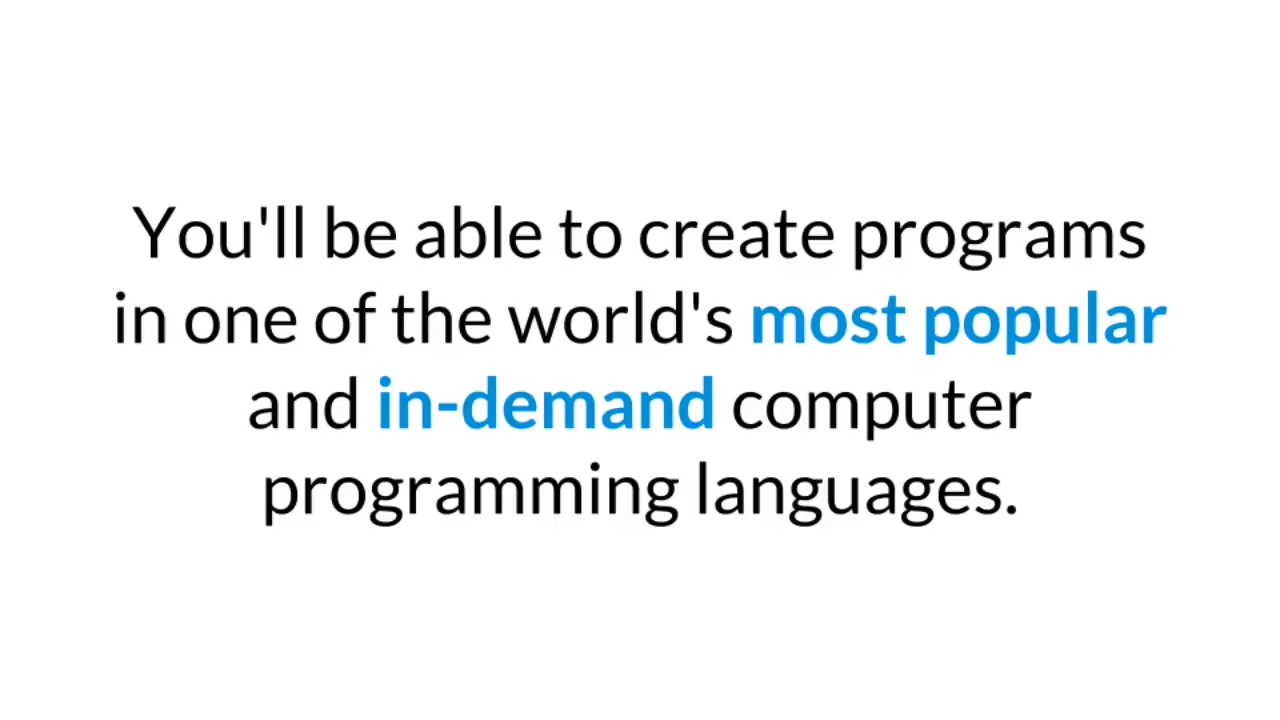 You'll be able to create programs
in one of the world's most popular
and in-demand computer
programming languages.